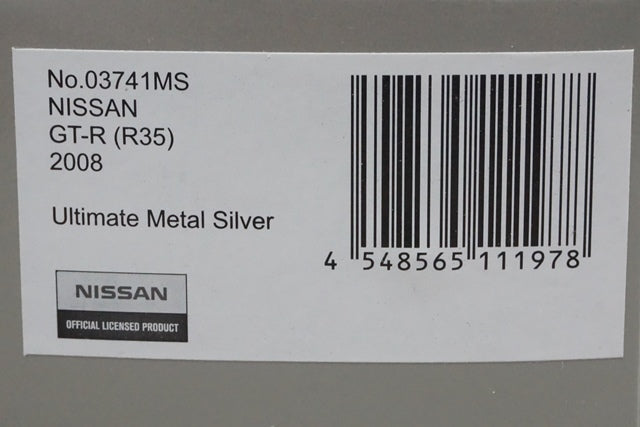 No.03741MS
NISSAN
GT-R (R35)
2008
Ultimate Metal Silver
4 548565 111978
NISSAN
OFFICIAL LICENSED PRODUCT